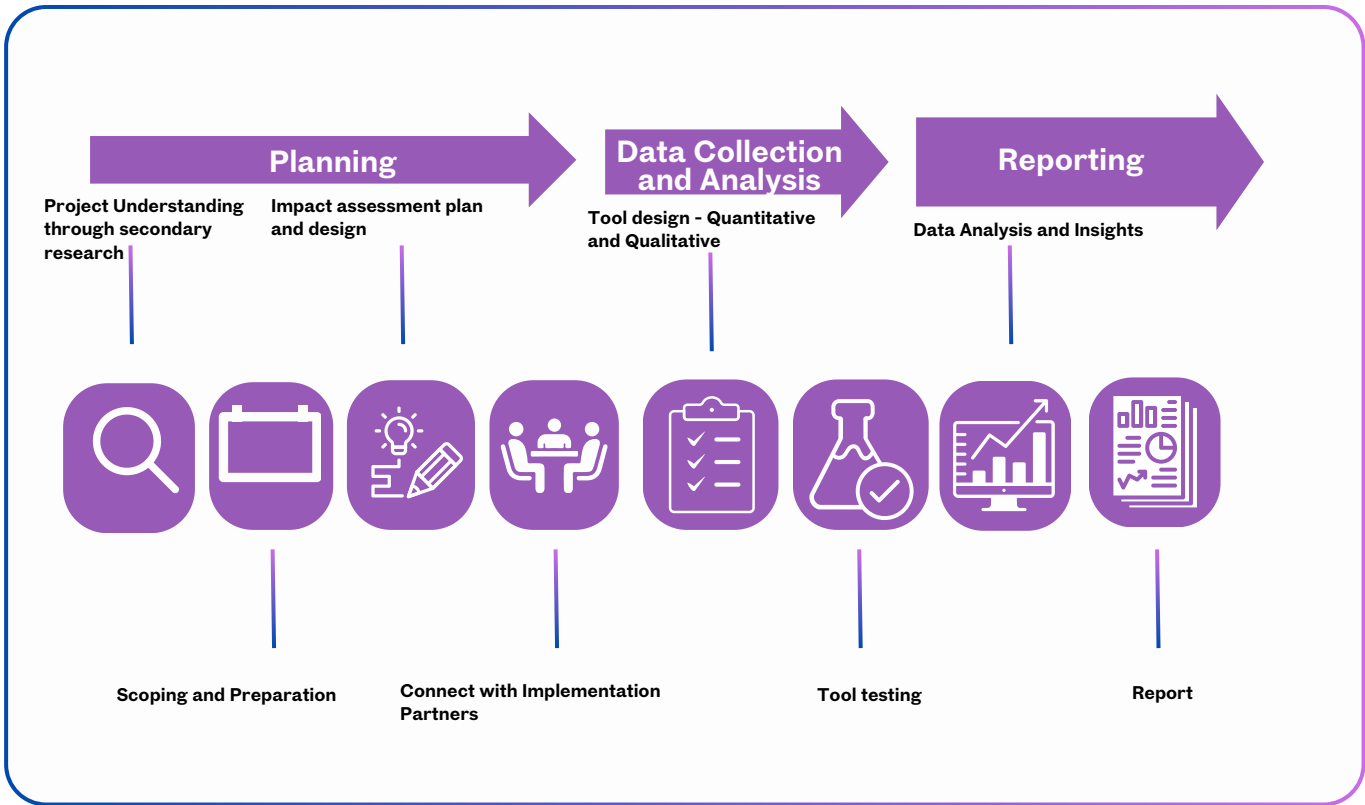 Planning
Data Collection
and Analysis
Reporting
Project Understanding
through secondary
research
Impact assessment plan
and design
Tool design - Quantitative
and Qualitative
Data Analysis and Insights
Scoping and Preparation
Connect with Implementation
Partners
Tool testing
Report